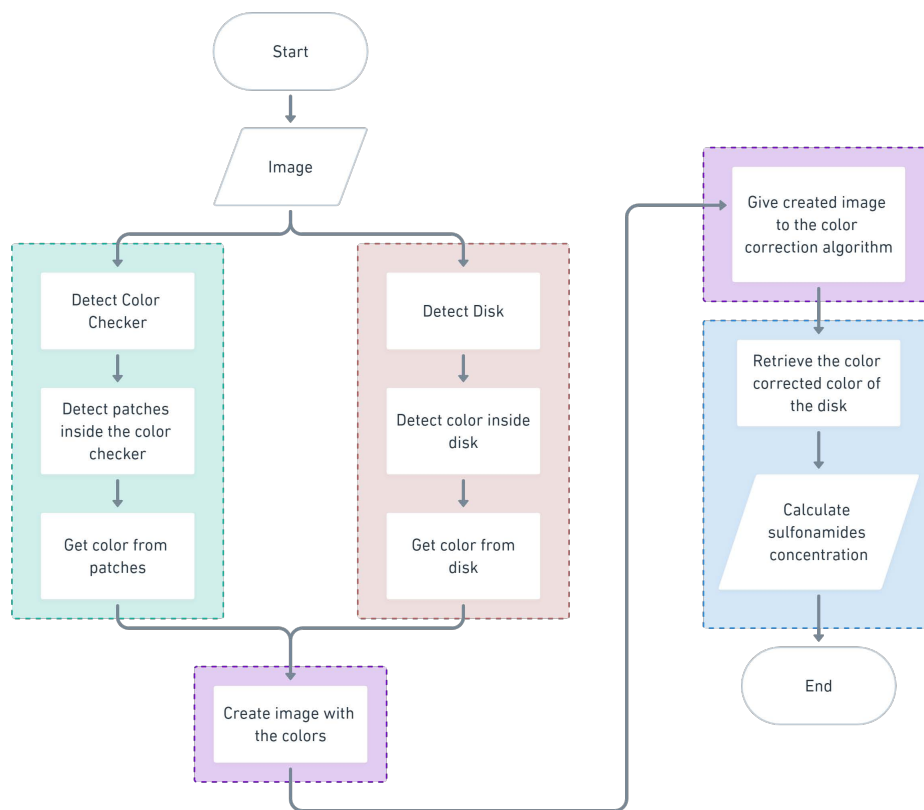 Start
Image
Detect Color
Checker
Detect patches
inside the color
checker
Get color from
patches
Detect Disk
Detect color inside
disk
Get color from
disk
Create image with
the colors
Give created image
to the color
correction algorithm
Retrieve the color
corrected color of
the disk
Calculate
sulfonamides
concentration
End